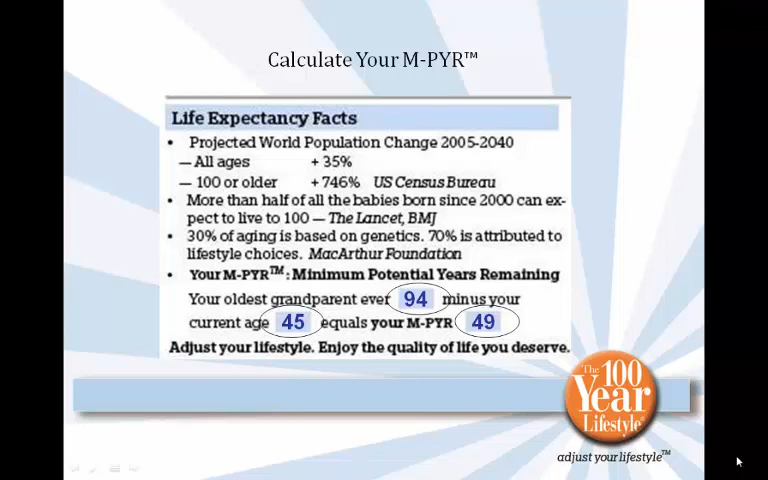 Calculate Your M-PYR™
Life Expectancy Facts
• Projected World Population Change 2005-2040
— All ages + 35%
— 100 or older + 746% US Census Bureau
• More than half of all the babies born since 2000 can ex-
pect to live to 100 — The Lancet, BMJ
• 30% of aging is based on genetics. 70% is attributed to
lifestyle choices. MacArthur Foundation
• Your M-PYR™: Minimum Potential Years Remaining
Your oldest grandparent ever 94 minus your
current age 45 equals your M-PYR 49
Adjust your lifestyle. Enjoy the quality of life you deserve.
The 100
Year
Lifestyle®
adjust your lifestyle™